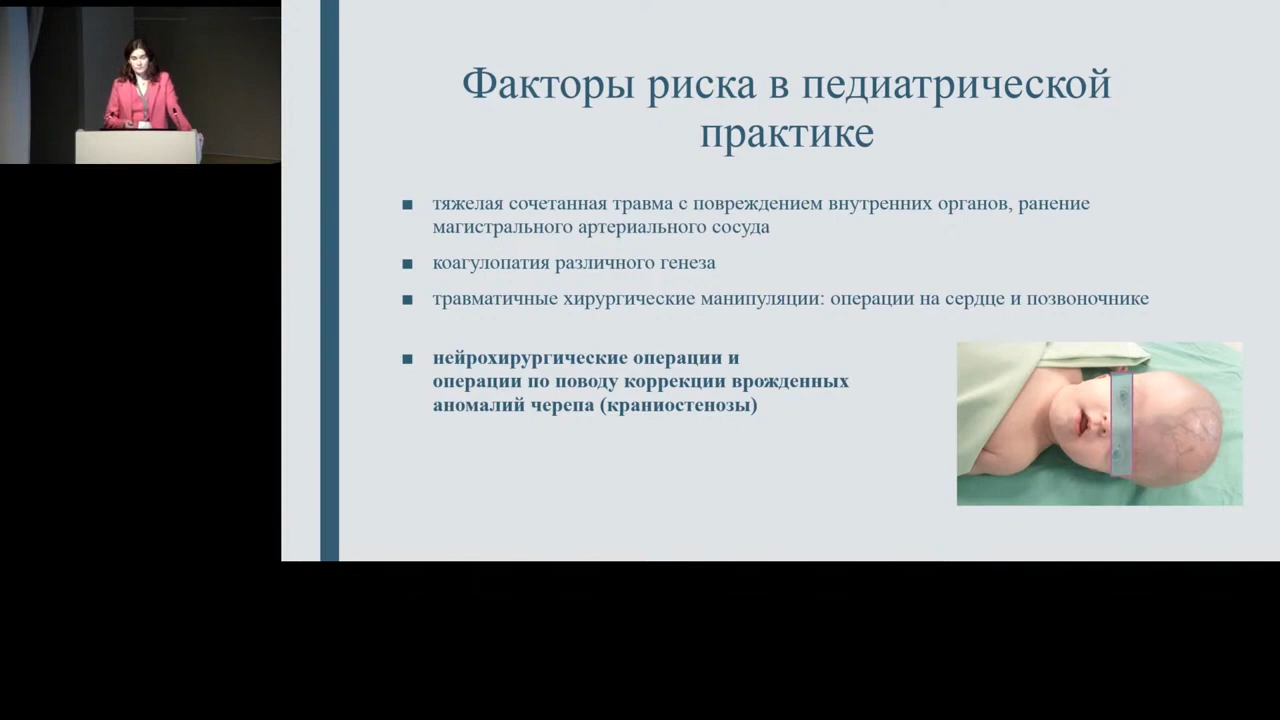 Факторы риска в педиатрической
практике
тяжелая сочетанная травма с повреждением внутренних органов, ранение
магистрального артериального сосуда
коагулопатия различного генеза
травматичные хирургические манипуляции: операции на сердце и позвоночнике
нейрохирургические операции и
операции по поводу коррекции врожденных
аномалий черепа (краниостенозы)